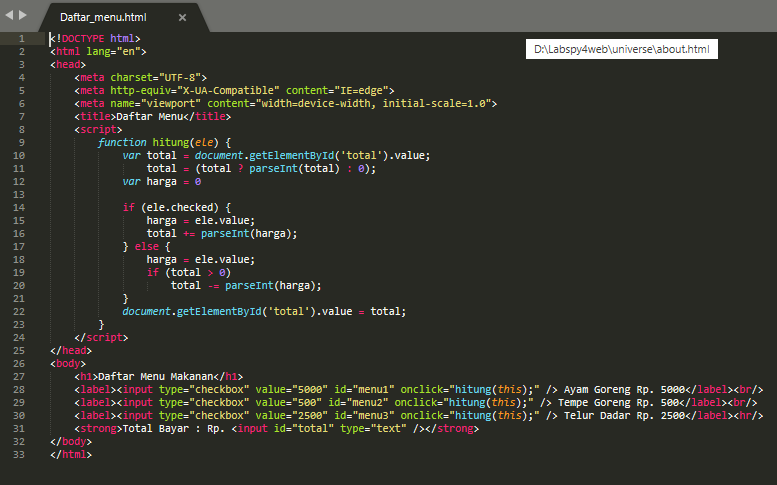 Daftar_menu.html ×
D:\Labspy4web\universe\about.html
1 <!DOCTYPE html>
2 <html lang="en">
3 <head>
4     <meta charset="UTF-8">
5     <meta http-equiv="X-UA-Compatible" content="IE=edge">
6     <meta name="viewport" content="width=device-width, initial-scale=1.0">
7     <title>Daftar Menu</title>
8     <script>
9         function hitung(ele) {
10             var total = document.getElementById('total').value;
11                 total = (total ? parseInt(total) : 0);
12             var harga = 0
13
14             if (ele.checked) {
15                 harga = ele.value;
16                 total += parseInt(harga);
17             } else {
18                 harga = ele.value;
19                 if (total > 0)
20                     total -= parseInt(harga);
21             }
22             document.getElementById('total').value = total;
23         }
24     </script>
25 </head>
26 <body>
27     <h1>Daftar Menu Makanan</h1>
28     <label><input type="checkbox" value="5000" id="menu1" onclick="hitung(this);" /> Ayam Goreng Rp. 5000</label><br/>
29     <label><input type="checkbox" value="500" id="menu2" onclick="hitung(this);" /> Tempe Goreng Rp. 500</label><br/>
30     <label><input type="checkbox" value="2500" id="menu3" onclick="hitung(this);" /> Telur Dadar Rp. 2500</label><hr/>
31     <strong>Total Bayar : Rp. <input id="total" type="text" /></strong>
32 </body>
33 </html>